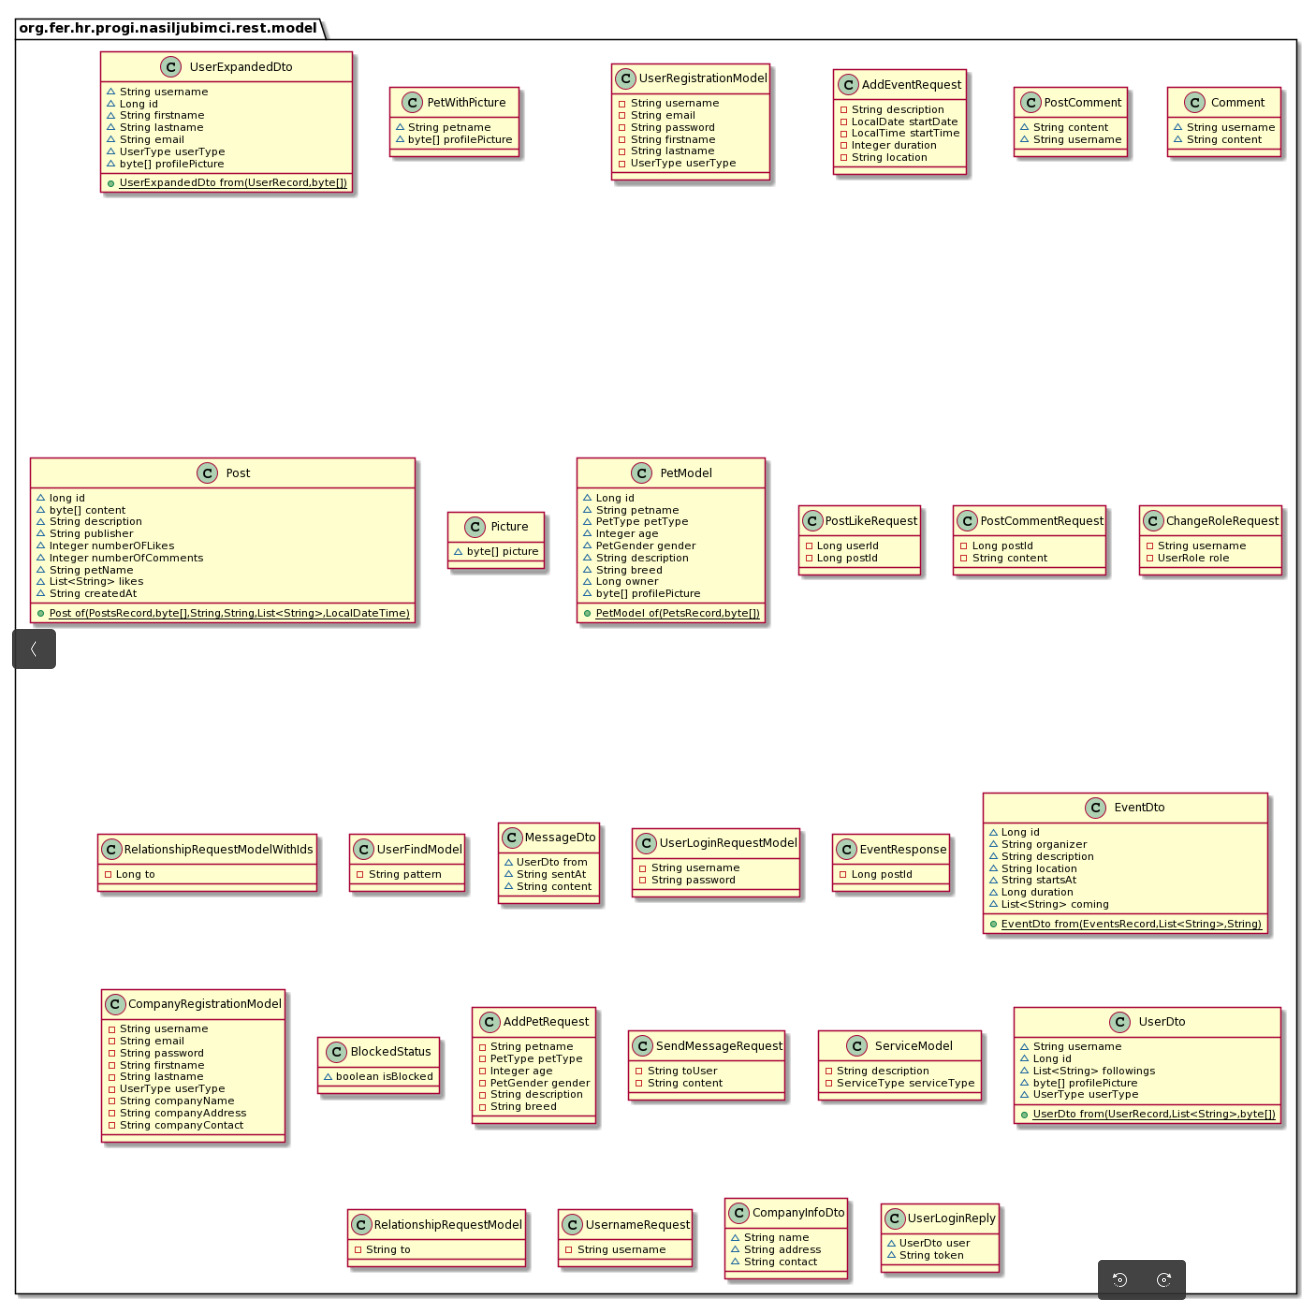 org.fer.hr.progi.nasiljubimci.rest.model
C UserExpandedDto
String username
Long id
String firstname
String lastname
String email
UserType userType
byte[] profilePicture
UserExpandedDto from(UserRecord,byte[])
C PetWithPicture
String petname
byte[] profilePicture
C UserRegistrationModel
String username
String email
String password
String firstname
String lastname
UserType userType
C AddEventRequest
String description
LocalDate startDate
LocalTime startTime
Integer duration
String location
C PostComment
String content
String username
C Comment
String username
String content
C Post
long id
byte[] content
String description
String publisher
Integer numberOFLikes
Integer numberOfComments
String petName
List<String> likes
String createdAt
Post of(PostsRecord,byte[],String,String,List<String>,LocalDateTime)
C Picture
byte[] picture
C PetModel
Long id
String petname
PetType petType
Integer age
PetGender gender
String description
String breed
Long owner
byte[] profilePicture
PetModel of(PetsRecord,byte[])
C PostLikeRequest
Long userId
Long postId
C PostCommentRequest
Long postId
String content
C ChangeRoleRequest
String username
UserRole role
C RelationshipRequestModelWithIds
Long to
C UserFindModel
String pattern
C MessageDto
UserDto from
String sentAt
String content
C UserLoginRequestModel
String username
String password
C EventResponse
Long postId
C EventDto
Long id
String organizer
String description
String location
String startsAt
Long duration
List<String> coming
EventDto from(EventsRecord,List<String>,String)
C CompanyRegistrationModel
String username
String email
String password
String firstname
String lastname
UserType userType
String companyName
String companyAddress
String companyContact
C BlockedStatus
boolean isBlocked
C AddPetRequest
String petname
PetType petType
Integer age
PetGender gender
String description
String breed
C SendMessageRequest
String toUser
String content
C ServiceModel
String description
ServiceType serviceType
C UserDto
String username
Long id
List<String> followings
byte[] profilePicture
UserType userType
UserDto from(UserRecord,List<String>,byte[])
C RelationshipRequestModel
String to
C UsernameRequest
String username
C CompanyInfoDto
String name
String address
String contact
C UserLoginReply
UserDto user
String token